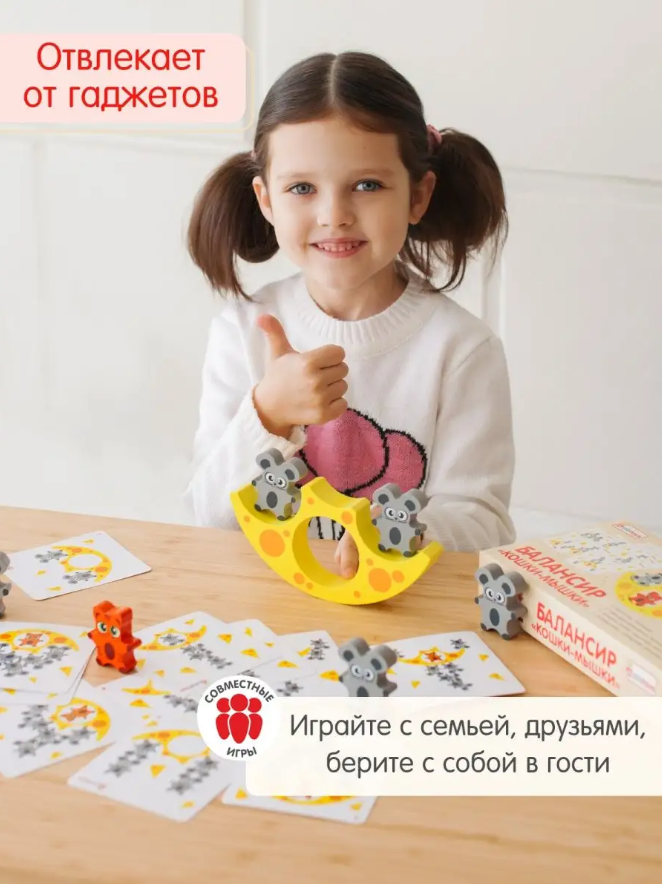 Отвлекает
от гаджетов
БАЛАНСИР
«КОШКИ-МЫШКИ»
БАЛАНСИР
«КОШКИ-МЫШКИ»
СОВМЕСТНЫЕ
ИГРЫ
Играйте с семьей, друзьями,
берите с собой в гости